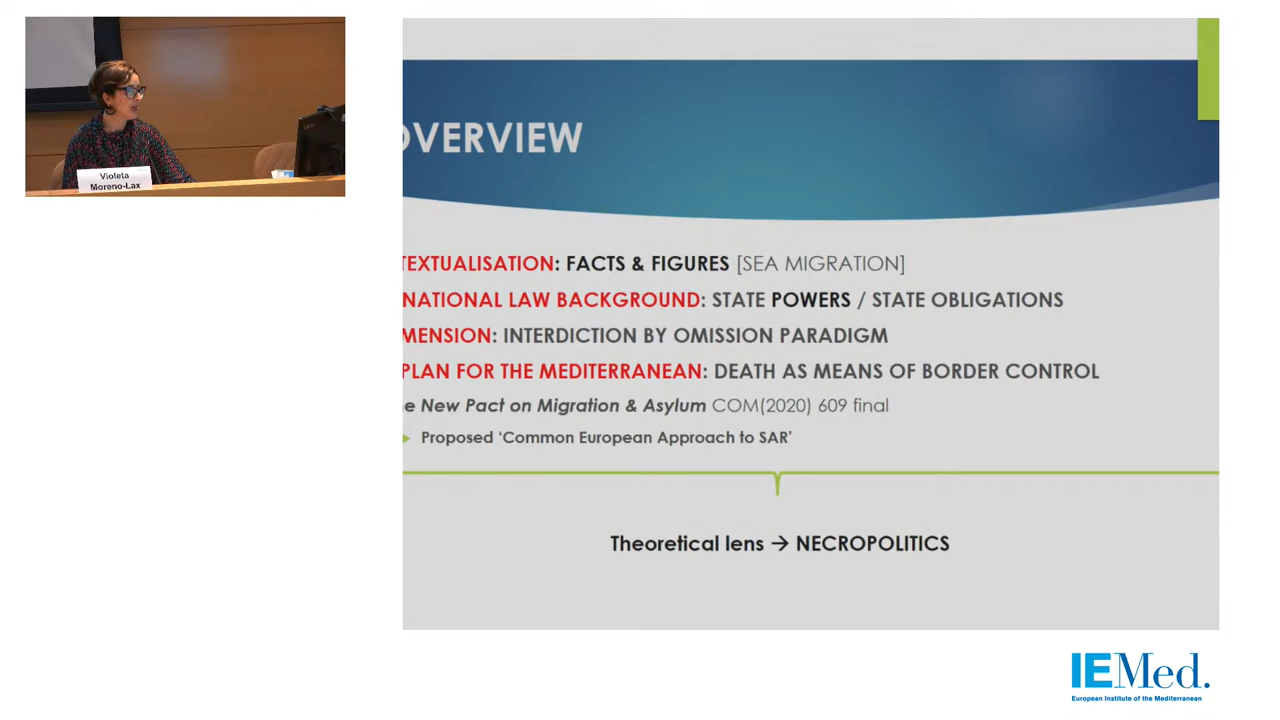 Violeta
Moreno-Lax
OVERVIEW
TEXTUALISATION: FACTS & FIGURES [SEA MIGRATION]
NATIONAL LAW BACKGROUND: STATE POWERS / STATE OBLIGATIONS
MENSION: INTERDICTION BY OMISSION PARADIGM
PLAN FOR THE MEDITERRANEAN: DEATH AS MEANS OF BORDER CONTROL
e New Pact on Migration & Asylum COM(2020) 609 final
Proposed ‘Common European Approach to SAR’
Theoretical lens → NECROPOLITICS
IEMed.
European Institute of the Mediterranean